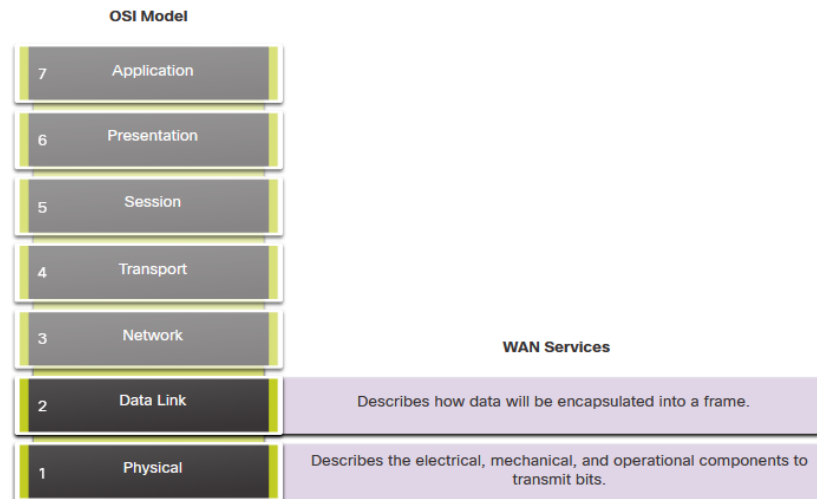 OSI Model
7 Application
6 Presentation
5 Session
4 Transport
3 Network
WAN Services
2 Data Link
Describes how data will be encapsulated into a frame.
1 Physical
Describes the electrical, mechanical, and operational components to
transmit bits.